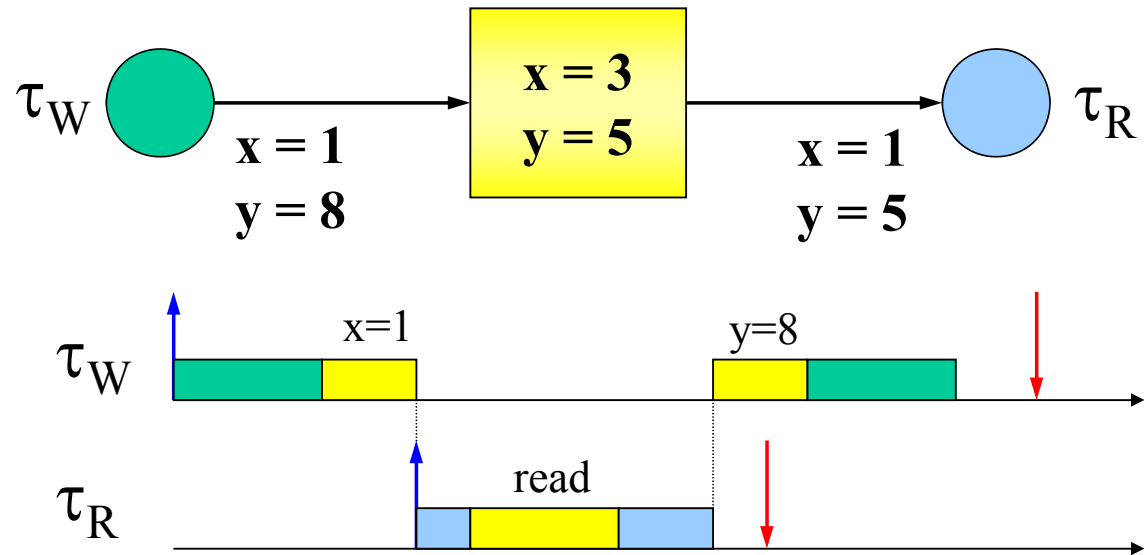 τW
x = 1
y = 8
x = 3
y = 5
x = 1
y = 5
τR
τW
x=1
y=8
τR
read